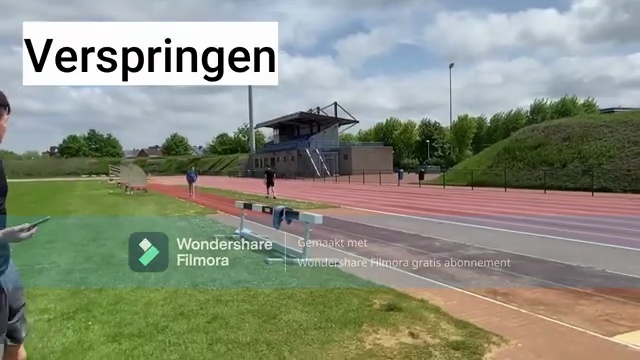 Verspringen
Wondershare
Filmora
Gemaakt met
Wondershare Filmora gratis abonnement